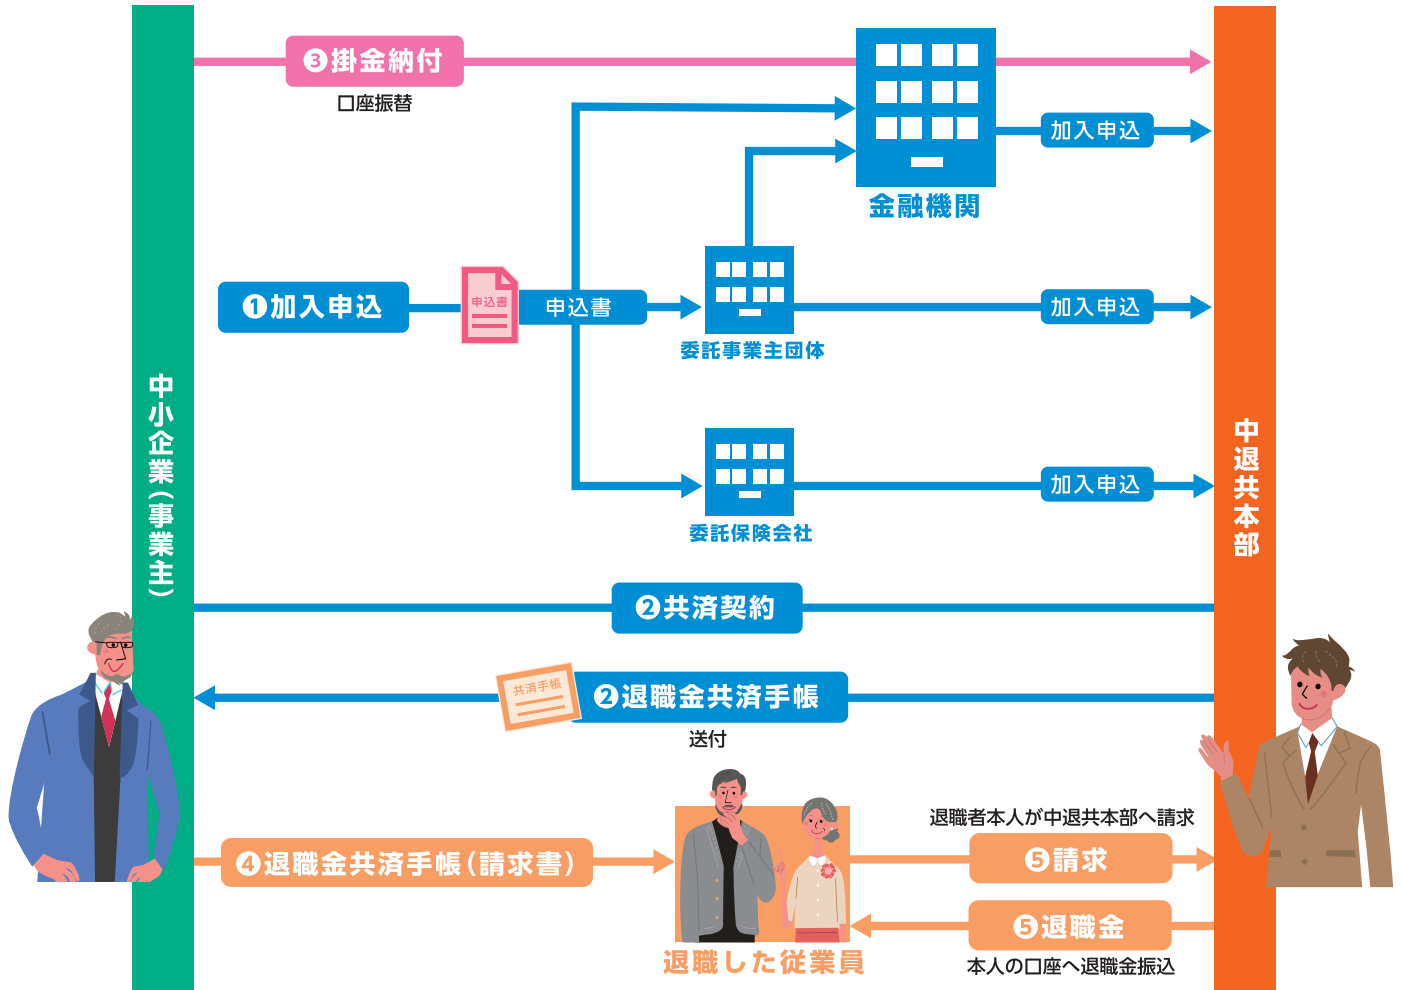 ❸掛金納付
口座振替
加入申込
金融機関
❶加入申込
申込書
申込書
加入申込
委託事業主団体
中小企業(事業主)
中退共本部
加入申込
委託保険会社
❷共済契約
共済手帳
❷退職金共済手帳
送付
退職者本人が中退共本部へ請求
❹退職金共済手帳(請求書)
❺請求
❺退職金
退職した従業員
本人の口座へ退職金振込